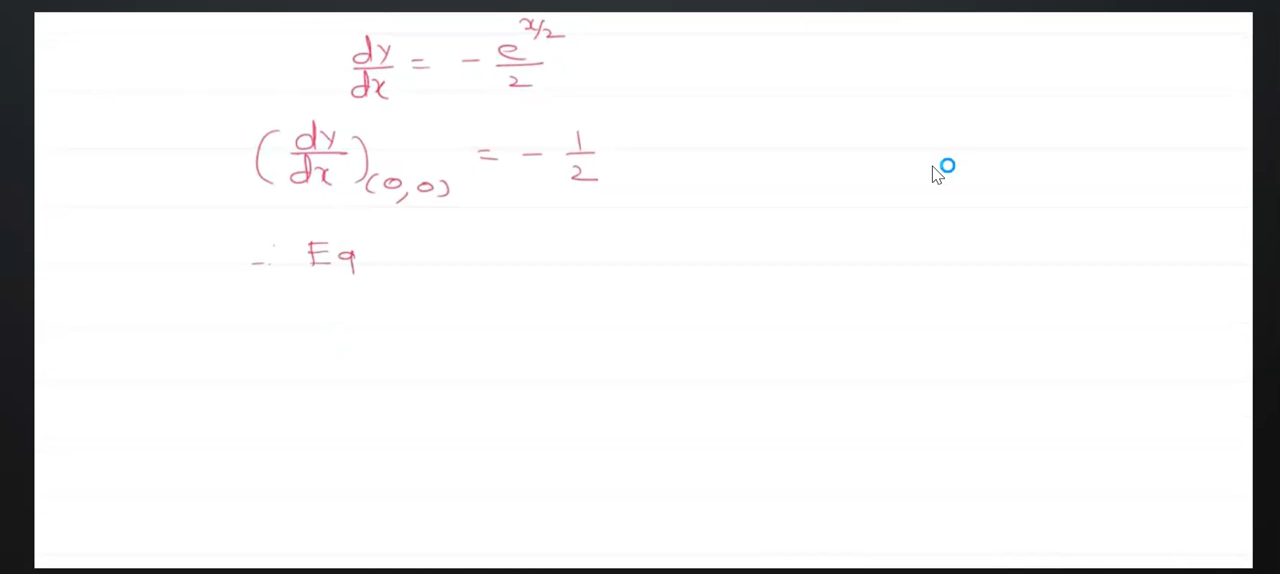 dy/dx = - e^(x/2)/2
(dy/dx)(0,0) = - 1/2
∴ Eq